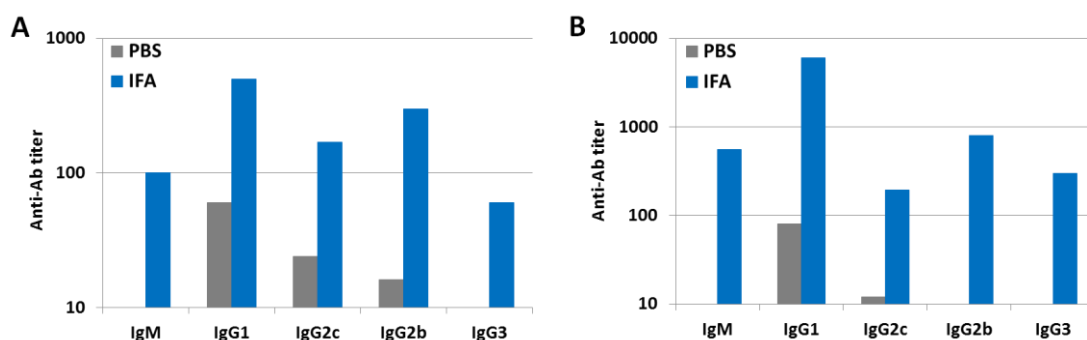 A
Anti-Ab titer
1000
100
10
PBS
IFA
IgM IgG1 IgG2c IgG2b IgG3
B
Anti-Ab titer
10000
1000
100
10
PBS
IFA
IgM IgG1 IgG2c IgG2b IgG3